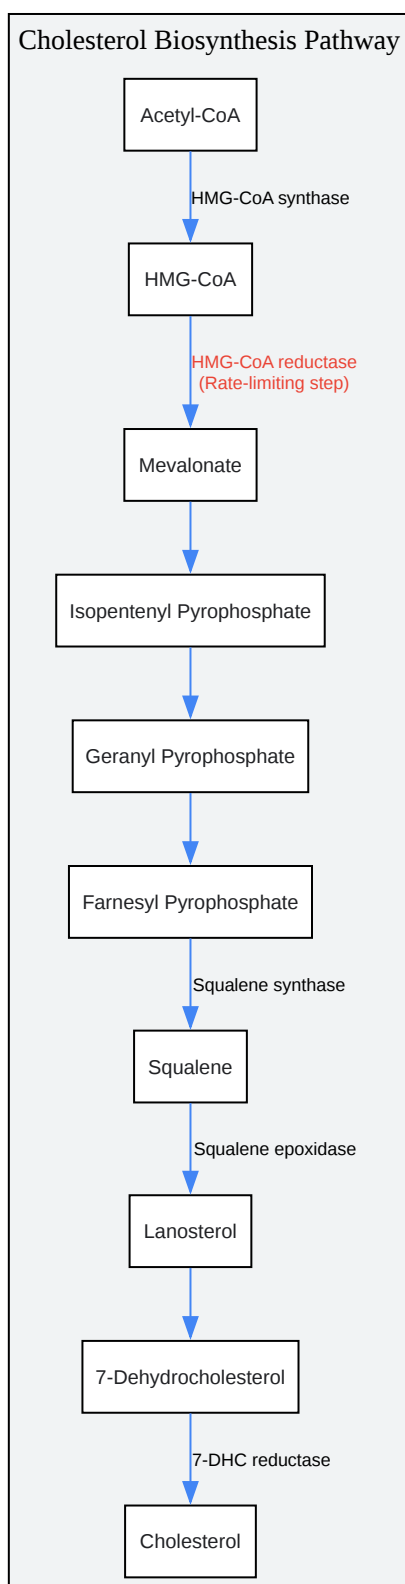 Cholesterol Biosynthesis Pathway
Acetyl-CoA
HMG-CoA synthase
HMG-CoA
HMG-CoA reductase
(Rate-limiting step)
Mevalonate
Isopentenyl Pyrophosphate
Geranyl Pyrophosphate
Farnesyl Pyrophosphate
Squalene synthase
Squalene
Squalene epoxidase
Lanosterol
7-Dehydrocholesterol
7-DHC reductase
Cholesterol